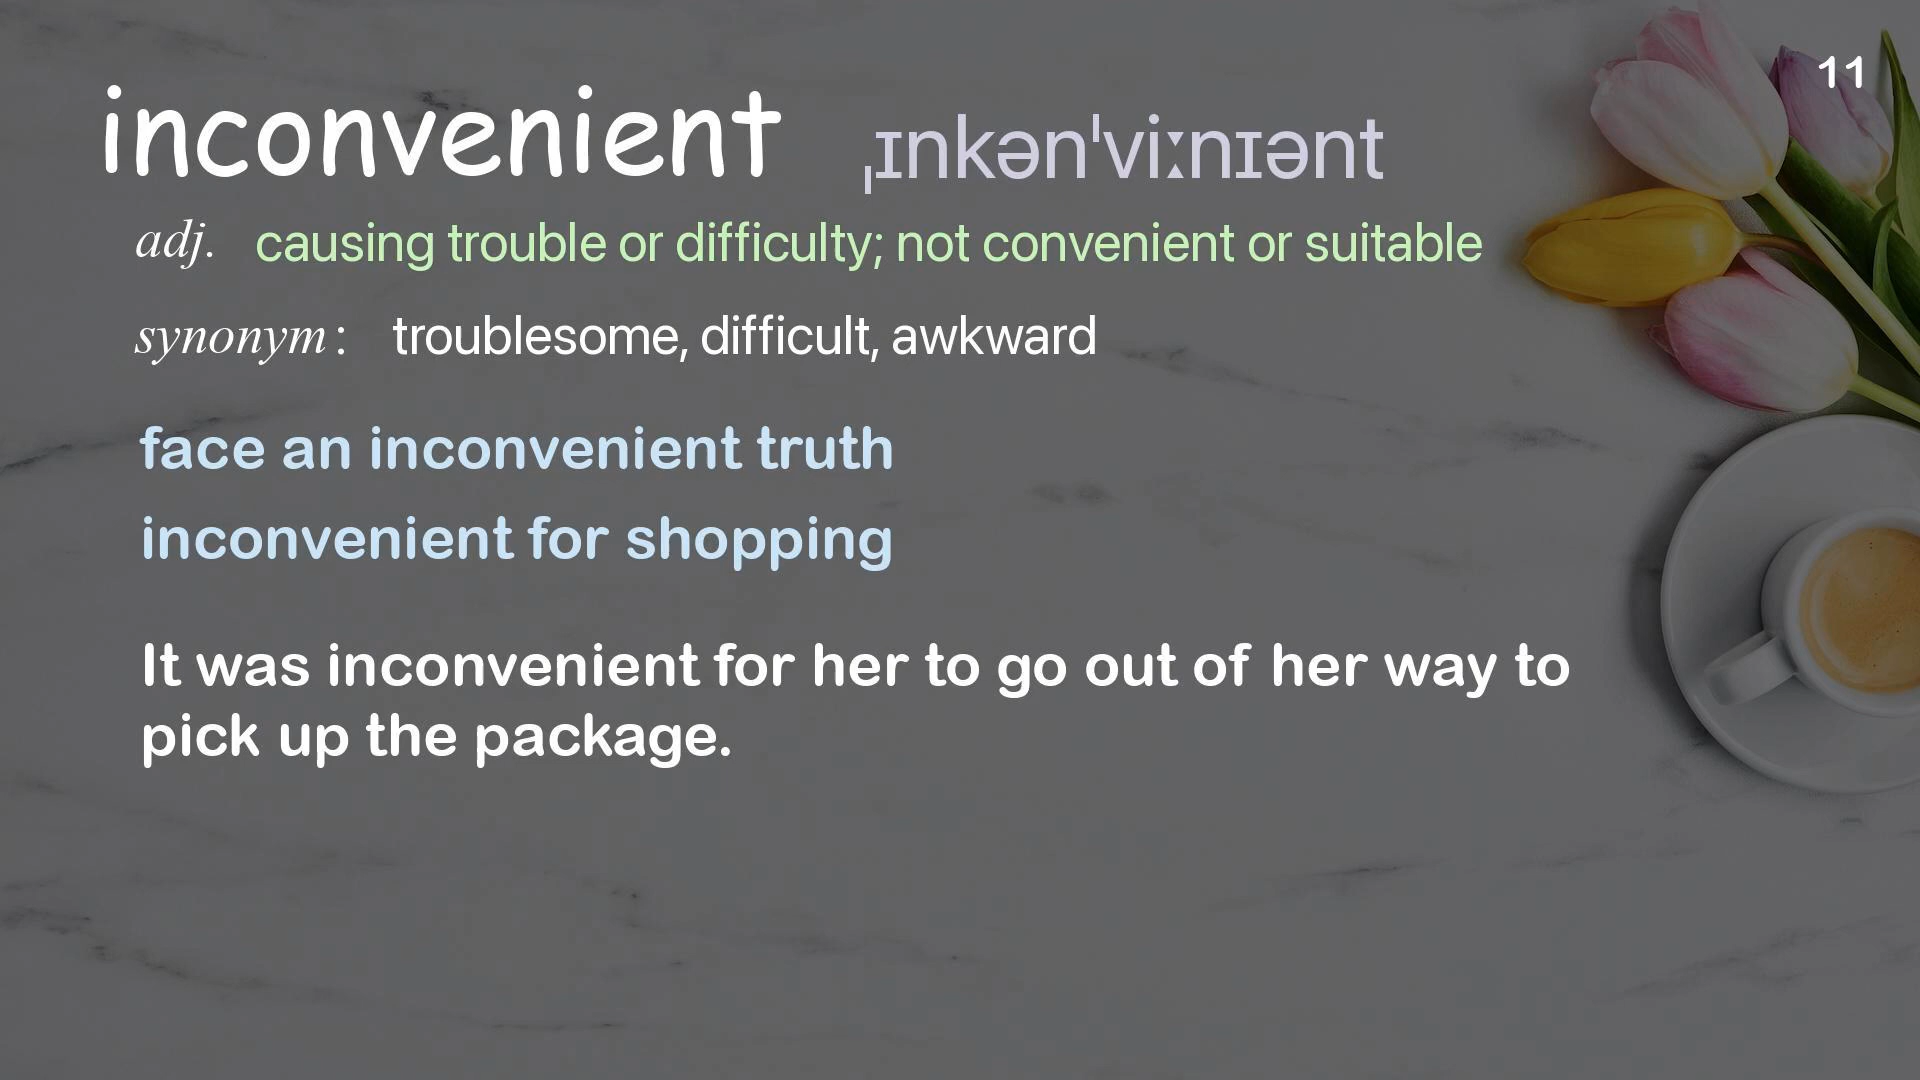 11
inconvenient ˌɪnkənˈviːnɪənt
adj. causing trouble or difficulty; not convenient or suitable
synonym : troublesome, difficult, awkward
face an inconvenient truth
inconvenient for shopping
It was inconvenient for her to go out of her way to
pick up the package.